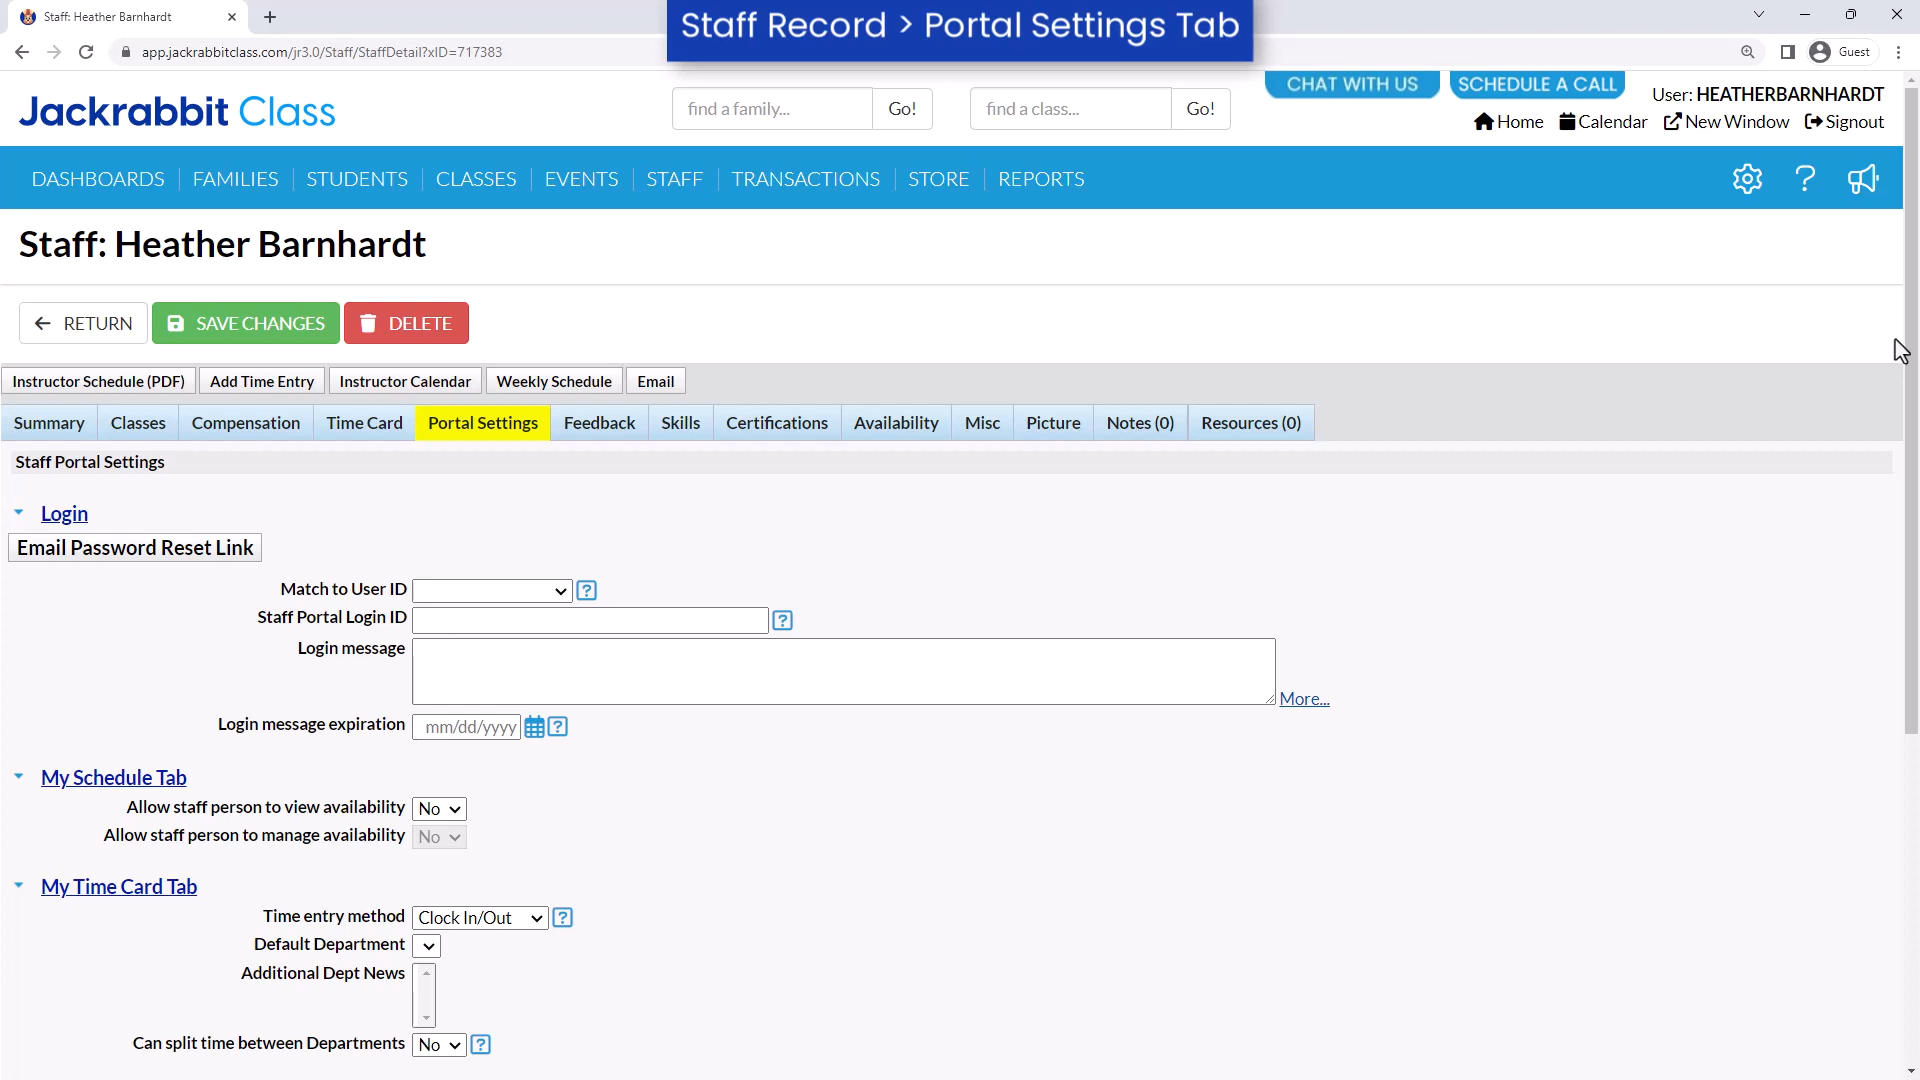 Staff: Heather Barnhardt
Staff Record > Portal Settings Tab
app.jackrabbitclass.com/jr3.0/Staff/StaffDetail?xID=717383
Guest
Jackrabbit Class
find a family...
Go!
find a class...
Go!
CHAT WITH US
SCHEDULE A CALL
User: HEATHERBARNHARDT
Home
Calendar
New Window
Signout
DASHBOARDS
FAMILIES
STUDENTS
CLASSES
EVENTS
STAFF
TRANSACTIONS
STORE
REPORTS
Staff: Heather Barnhardt
RETURN
SAVE CHANGES
DELETE
Instructor Schedule (PDF)
Add Time Entry
Instructor Calendar
Weekly Schedule
Email
Summary
Classes
Compensation
Time Card
Portal Settings
Feedback
Skills
Certifications
Availability
Misc
Picture
Notes (0)
Resources (0)
Staff Portal Settings
Login
Email Password Reset Link
Match to User ID
Staff Portal Login ID
Login message
More...
Login message expiration mm/dd/yyyy
My Schedule Tab
Allow staff person to view availability No
Allow staff person to manage availability No
My Time Card Tab
Time entry method Clock In/Out
Default Department
Additional Dept News
Can split time between Departments No